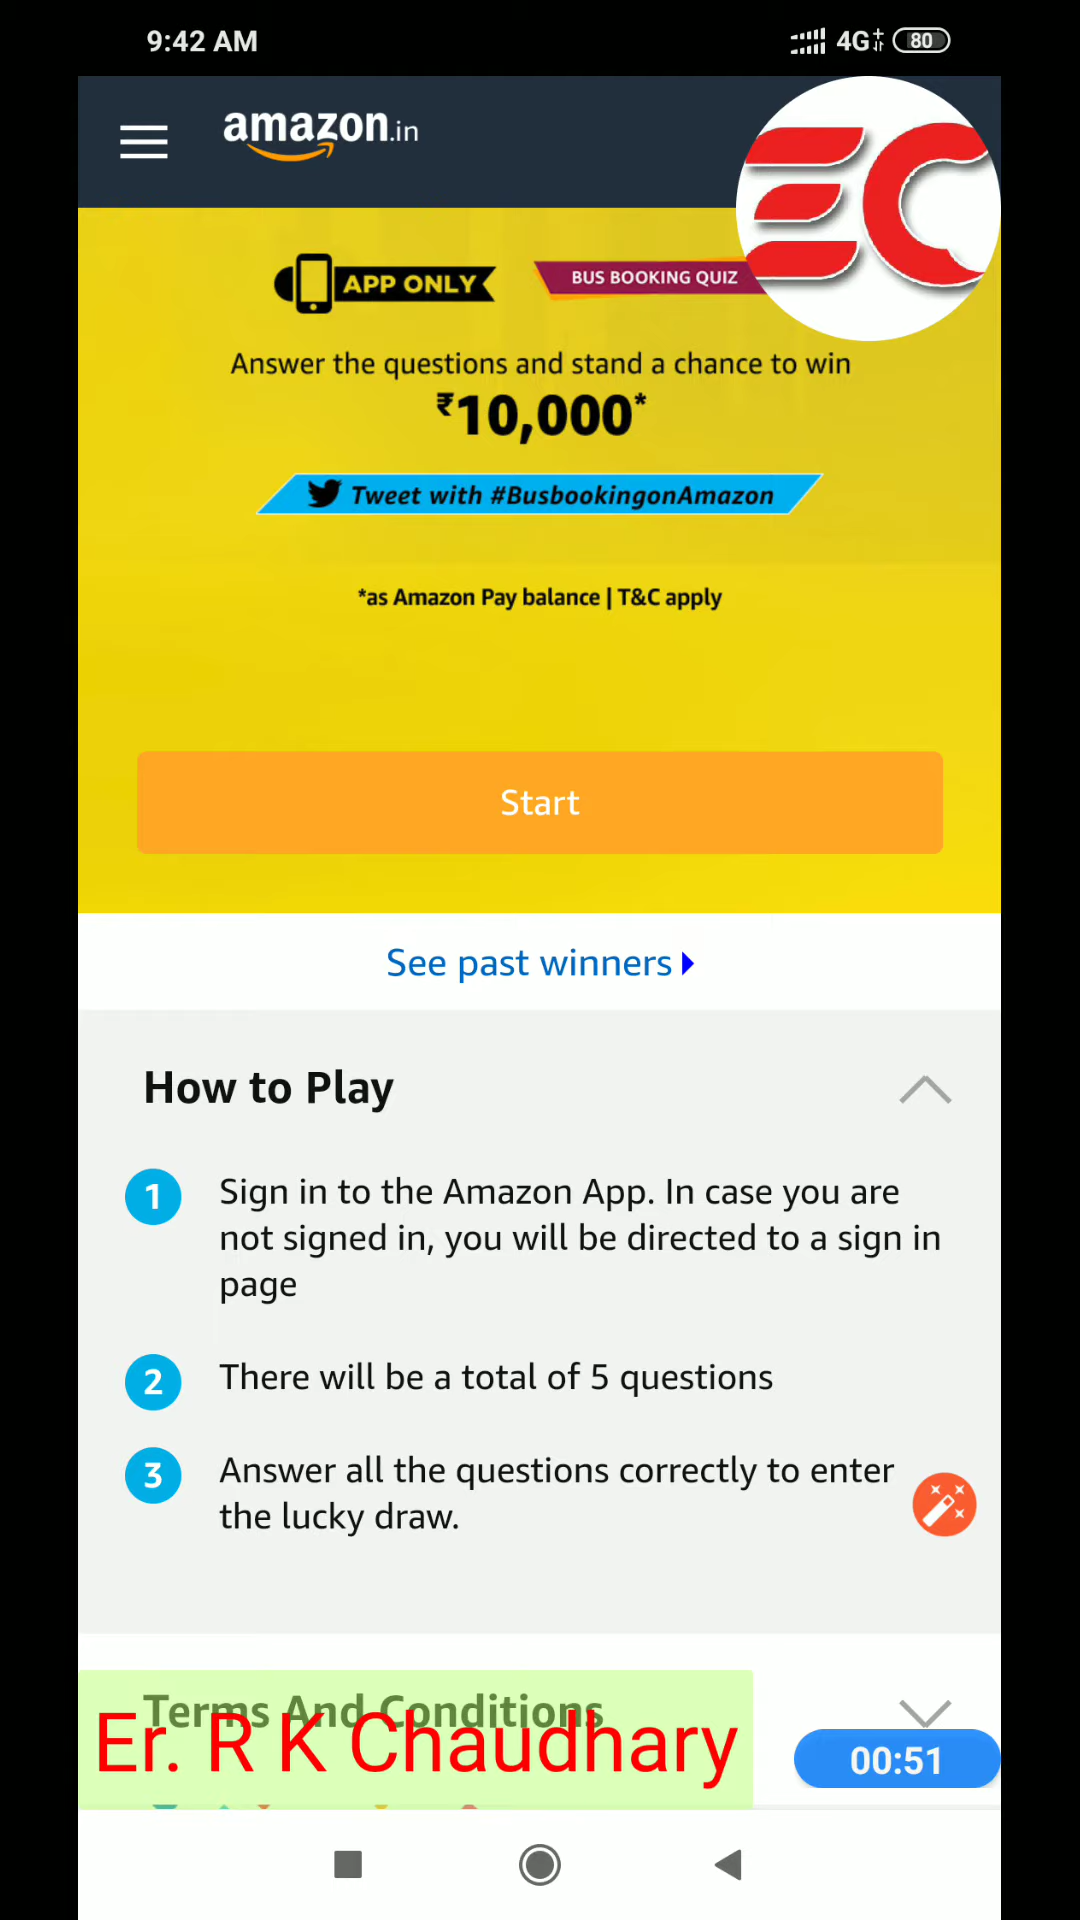 9:42 AM
4G 80
amazon.in
EC
APP ONLY
BUS BOOKING QUIZ
Answer the questions and stand a chance to win
₹10,000*
Tweet with #BusbookingonAmazon
*as Amazon Pay balance | T&C apply
Start
See past winners
How to Play
1 Sign in to the Amazon App. In case you are
not signed in, you will be directed to a sign in
page
2 There will be a total of 5 questions
3 Answer all the questions correctly to enter
the lucky draw.
Terms And Conditions
Er. R K Chaudhary
00:51